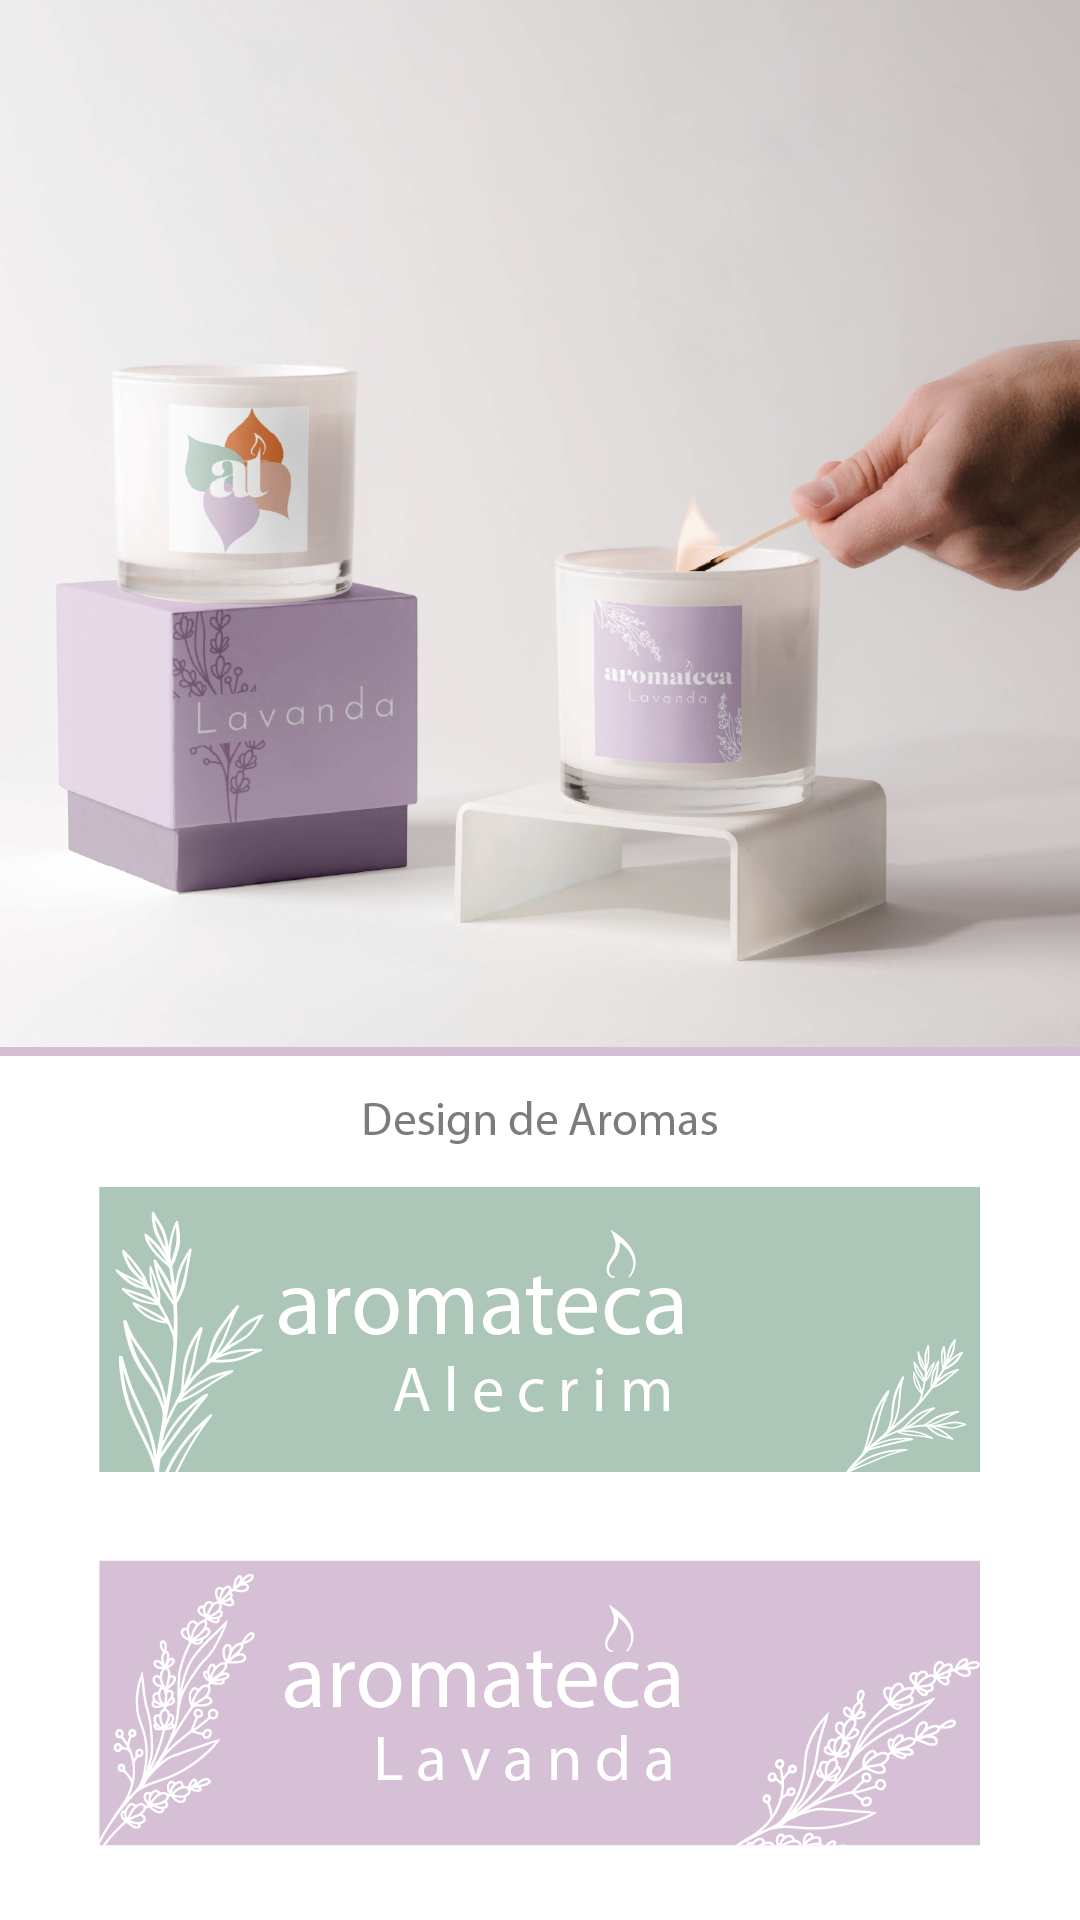 at
Lavanda
aromateca
Lavanda
Design de Aromas
aromateca
Alecrim
aromateca
Lavanda